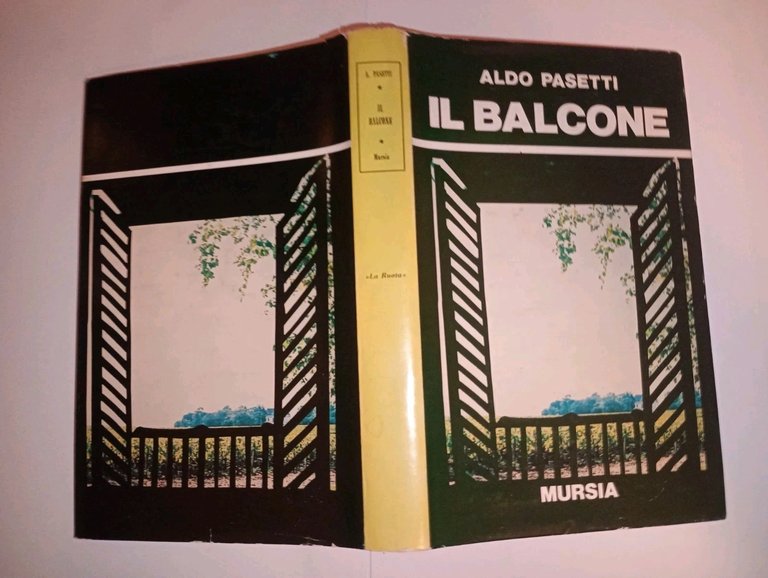 A. PASETTI
IL
BALCONE
Mursia
«La Ruota»
ALDO PASETTI
IL BALCONE
MURSIA